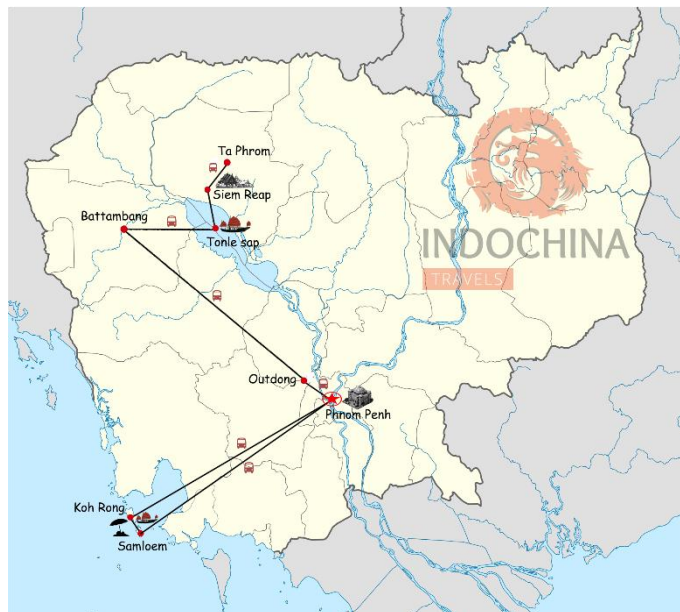 Ta Phrom
Siem Reap
Battambang
Tonle sap
INDOCHINA
TRAVELS
Outdong
Phnom Penh
Koh Rong
Samloem